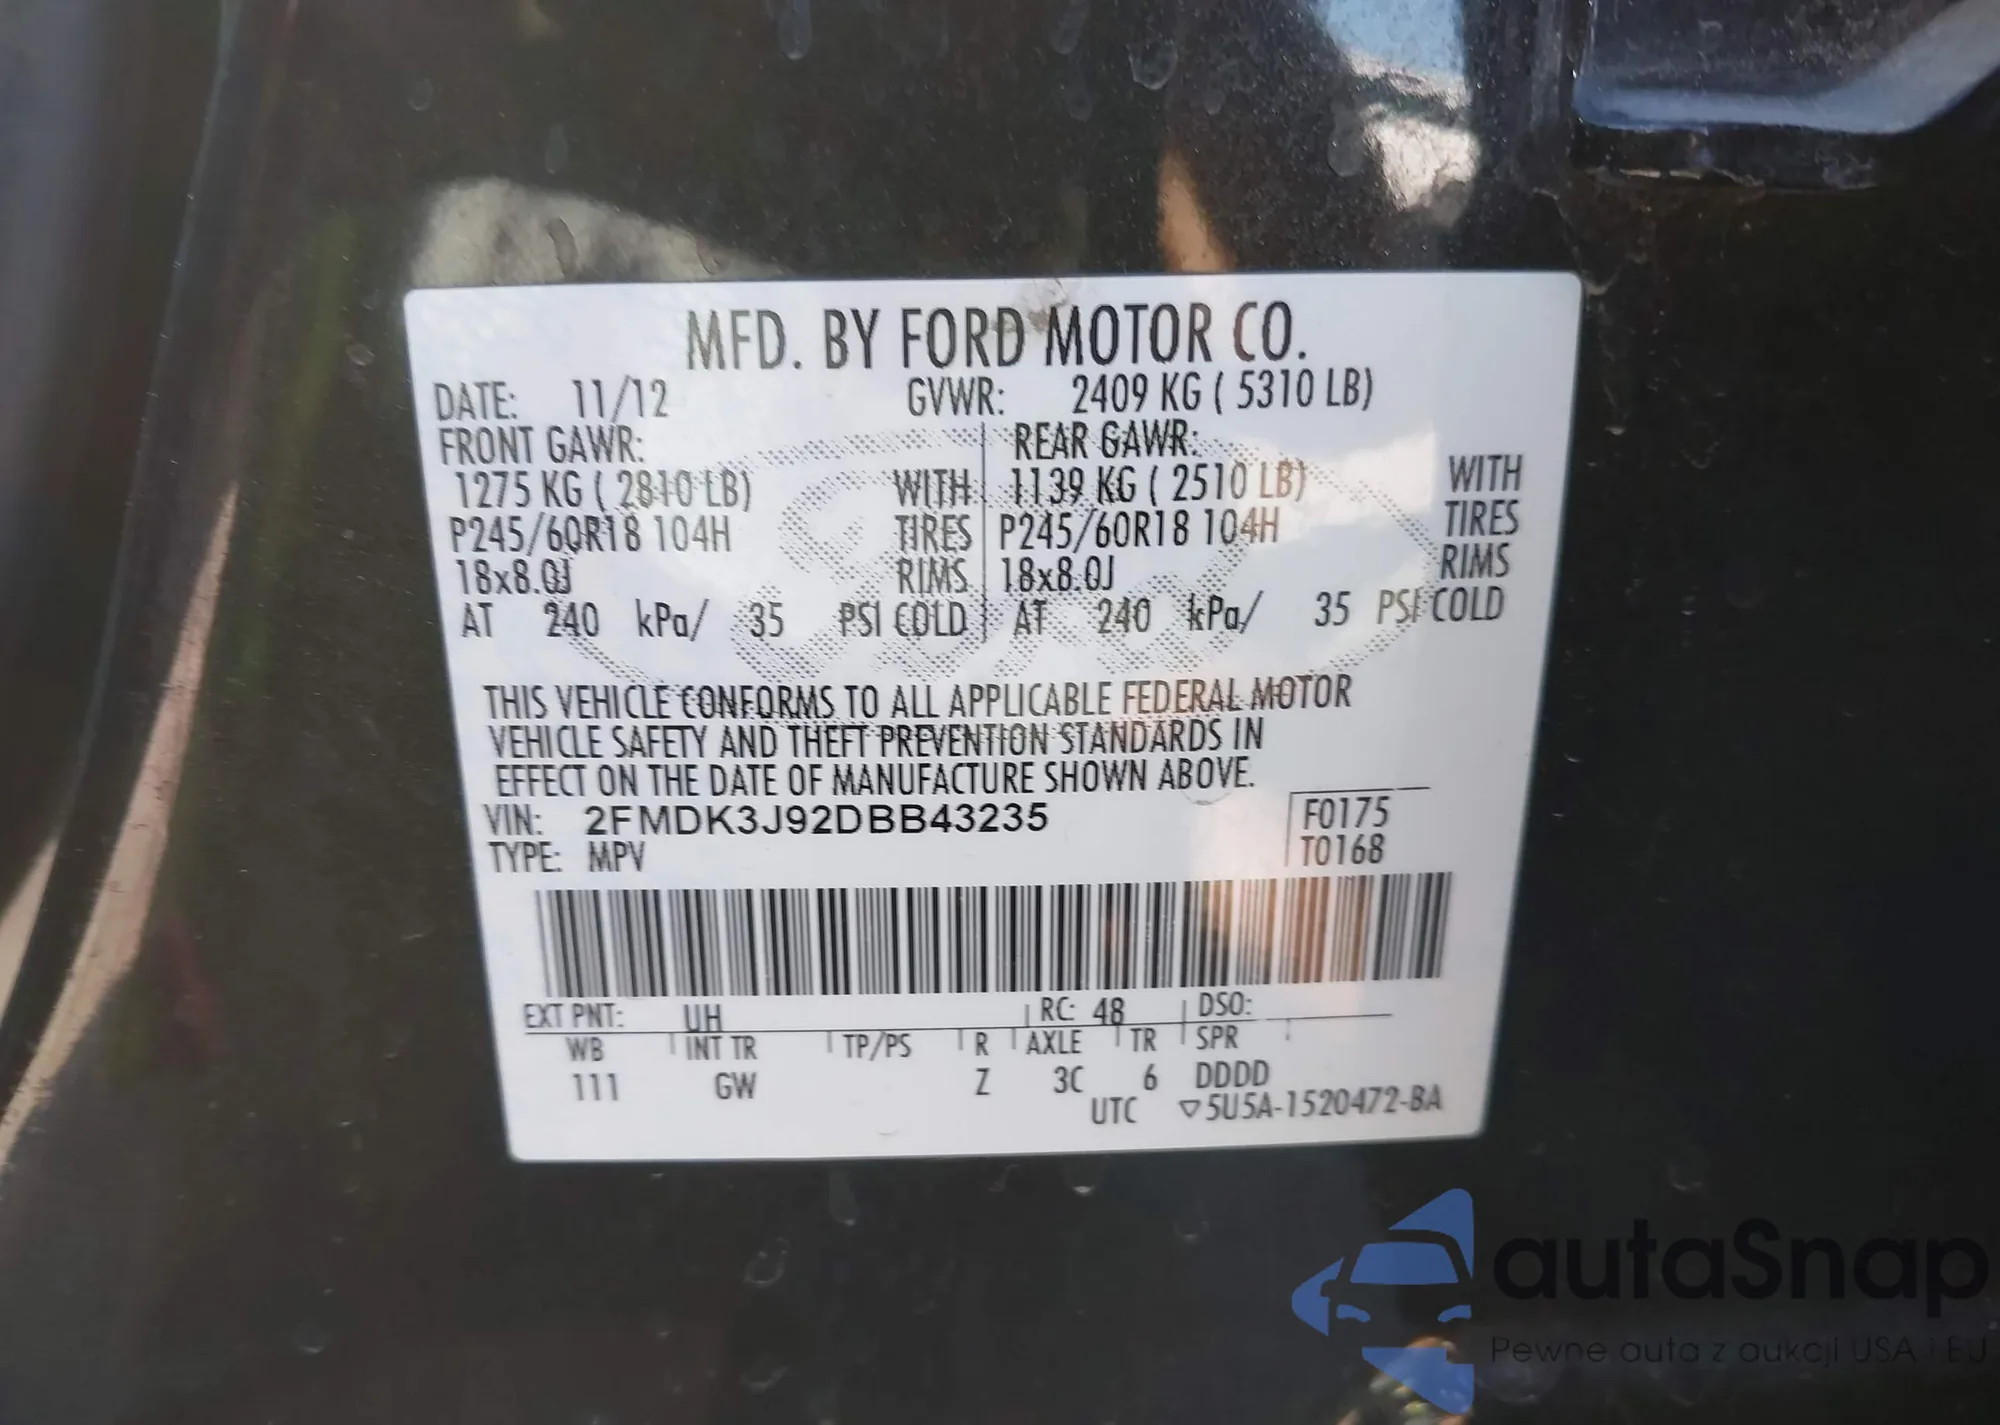 MFD. BY FORD MOTOR CO.
DATE: 11/12 GVWR: 2409 KG ( 5310 LB)
FRONT GAWR: REAR GAWR:
1275 KG ( 2810 LB) WITH 1139 KG ( 2510 LB) WITH
P245/60R18 104H TIRES P245/60R18 104H TIRES
18x8.0J RIMS 18x8.0J RIMS
AT 240 kPa/ 35 PSI COLD AT 240 kPa/ 35 PSI COLD
THIS VEHICLE CONFORMS TO ALL APPLICABLE FEDERAL MOTOR
VEHICLE SAFETY AND THEFT PREVENTION STANDARDS IN
EFFECT ON THE DATE OF MANUFACTURE SHOWN ABOVE.
VIN: 2FMDK3J92DBB43235 F0175
TYPE: MPV T0168
EXT PNT: UH RC: 48 DSO:
WB INT TR TP/PS R AXLE TR SPR
111 GW Z 3C 6 DDDD
UTC ▽5U5A-1520472-BA
autaSnap
Pewne auta z aukcji USA i EU